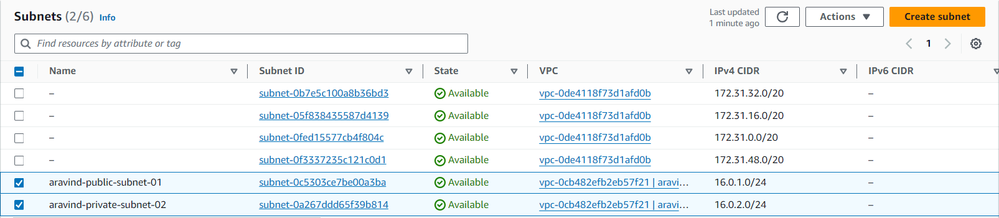 Subnets (2/6) Info
Last updated
1 minute ago
Actions
Create subnet
Find resources by attribute or tag
1
Name Subnet ID State VPC IPv4 CIDR IPv6 CIDR
– subnet-0b7e5c100a8b36bd3 Available vpc-0de4118f73d1afd0b 172.31.32.0/20 –
– subnet-05f838435587d4139 Available vpc-0de4118f73d1afd0b 172.31.16.0/20 –
– subnet-0fed15577cb4f804c Available vpc-0de4118f73d1afd0b 172.31.0.0/20 –
– subnet-0f3337235c121c0d1 Available vpc-0de4118f73d1afd0b 172.31.48.0/20 –
aravind-public-subnet-01 subnet-0c5303ce7be00a3ba Available vpc-0cb482efb2eb57f21 | aravi… 16.0.1.0/24 –
aravind-private-subnet-02 subnet-0a267ddd65f39b814 Available vpc-0cb482efb2eb57f21 | aravi… 16.0.2.0/24 –